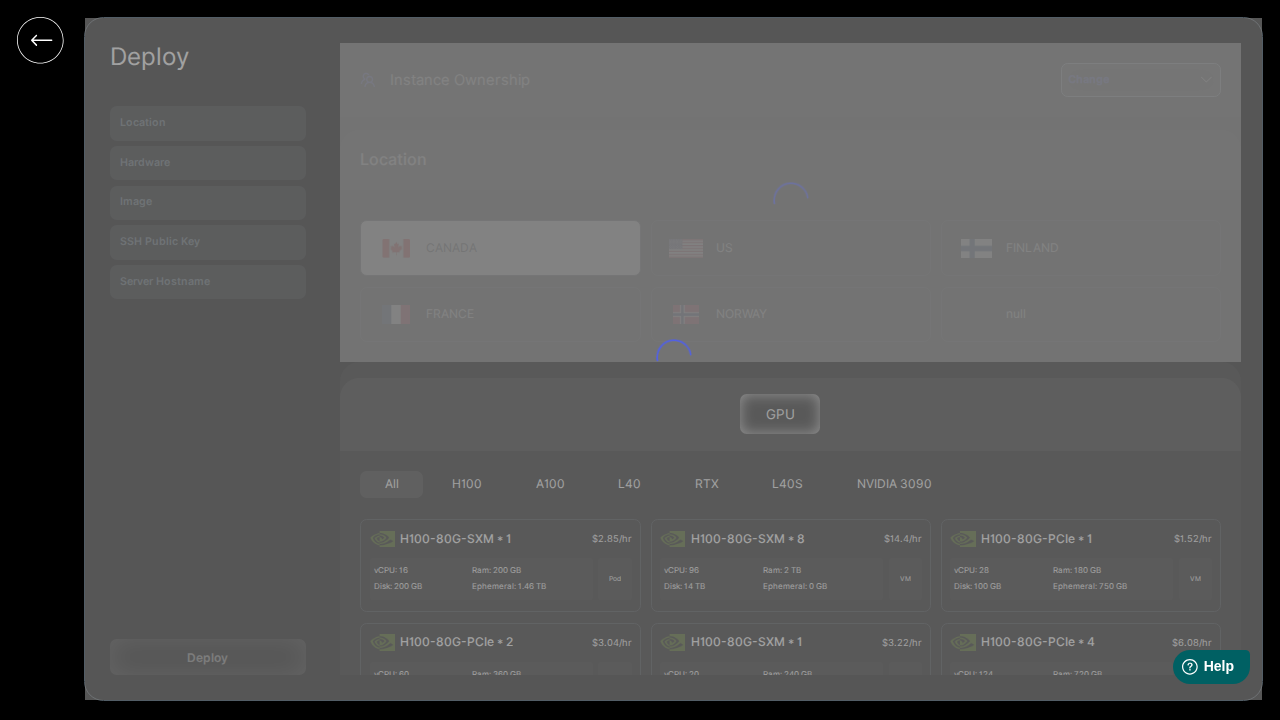 Deploy
Location
Hardware
Image
SSH Public Key
Server Hostname
Deploy
Instance Ownership
Location
CANADA
US
FINLAND
FRANCE
NORWAY
null
GPU
All
H100
A100
L40
RTX
L40S
NVIDIA 3090
H100-80G-SXM * 1
$2.85/hr
vCPU: 16
Ram: 200 GB
Disk: 200 GB
Ephemeral: 1.46 TB
Pod
H100-80G-SXM * 8
$14.4/hr
vCPU: 96
Ram: 2 TB
Disk: 14 TB
Ephemeral: 0 GB
VM
H100-80G-PCIe * 1
$1.52/hr
vCPU: 28
Ram: 180 GB
Disk: 100 GB
Ephemeral: 750 GB
VM
H100-80G-PCIe * 2
$3.04/hr
vCPU: 60
Ram: 360 GB
H100-80G-SXM * 1
$3.22/hr
vCPU: 20
Ram: 240 GB
H100-80G-PCIe * 4
$6.08/hr
vCPU: 124
Ram: 720 GB
Help